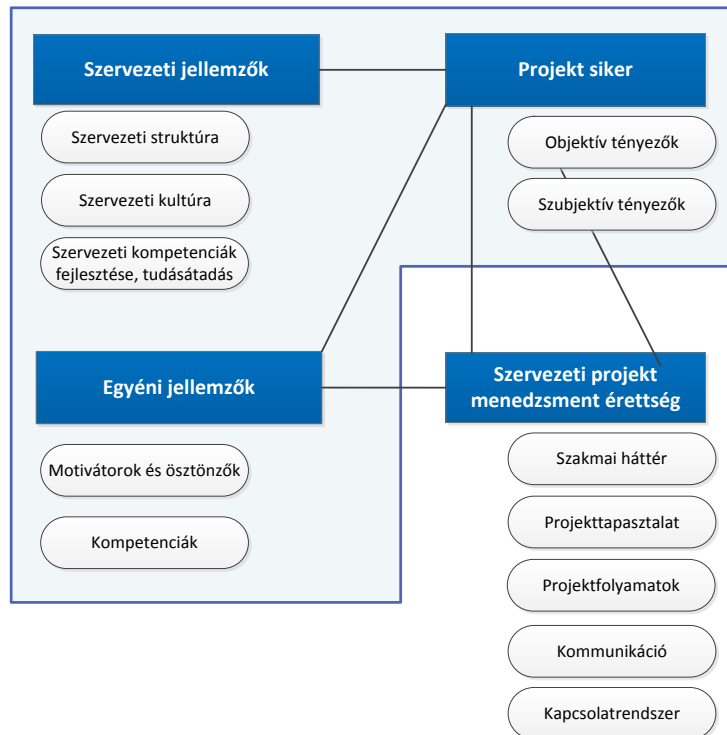 Szervezeti jellemzők
Szervezeti struktúra
Szervezeti kultúra
Szervezeti kompetenciák
fejlesztése, tudásátadás
Projekt siker
Objektív tényezők
Szubjektív tényezők
Egyéni jellemzők
Motivátorok és ösztönzők
Kompetenciák
Szervezeti projekt
menedzsment érettség
Szakmai háttér
Projekttapasztalat
Projektfolyamatok
Kommunikáció
Kapcsolatrendszer